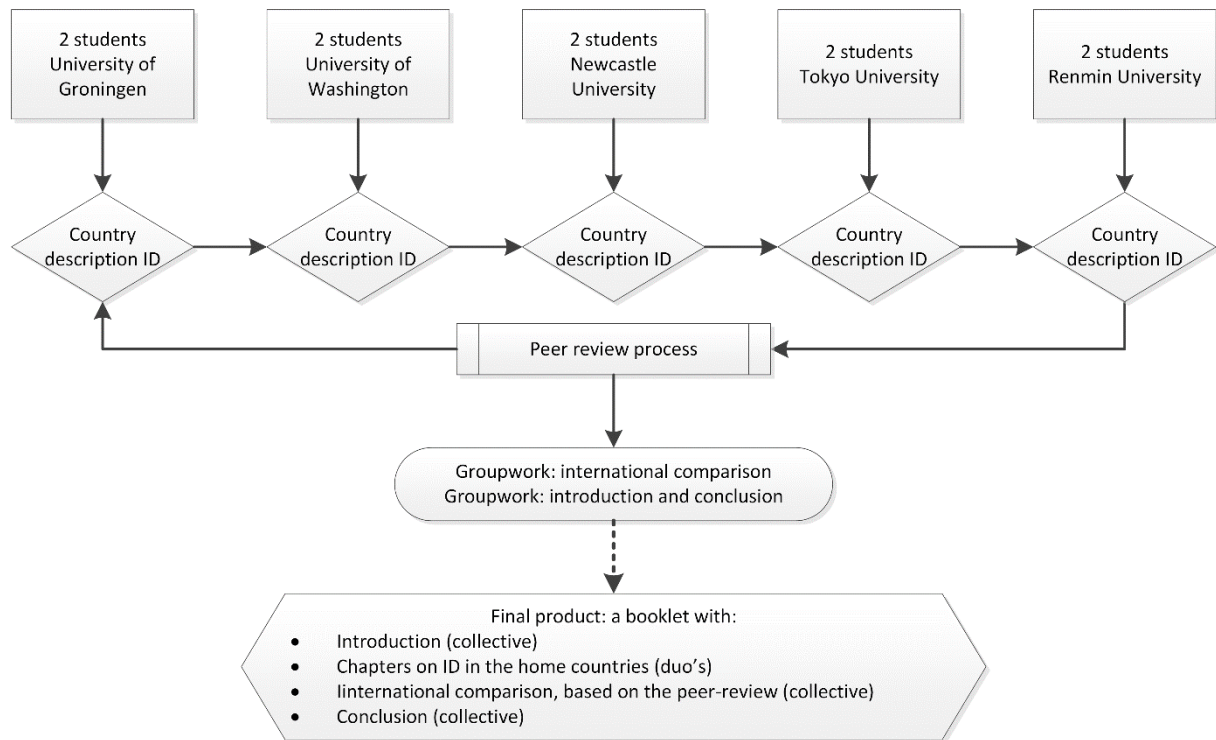 2 students
University of
Groningen
2 students
University of
Washington
2 students
Newcastle
University
2 students
Tokyo University
2 students
Renmin University
Country
description ID
Country
description ID
Country
description ID
Country
description ID
Country
description ID
Peer review process
Groupwork: international comparison
Groupwork: introduction and conclusion
Final product: a booklet with:
• Introduction (collective)
• Chapters on ID in the home countries (duo's)
• Iinternational comparison, based on the peer-review (collective)
• Conclusion (collective)